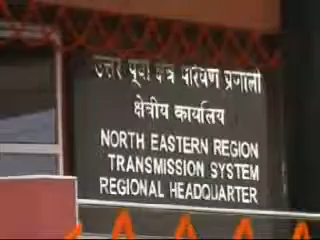 उत्तर पूर्वी क्षेत्र पारेषण प्रणाली
क्षेत्रीय कार्यालय
NORTH EASTERN REGION
TRANSMISSION SYSTEM
REGIONAL HEADQUARTER